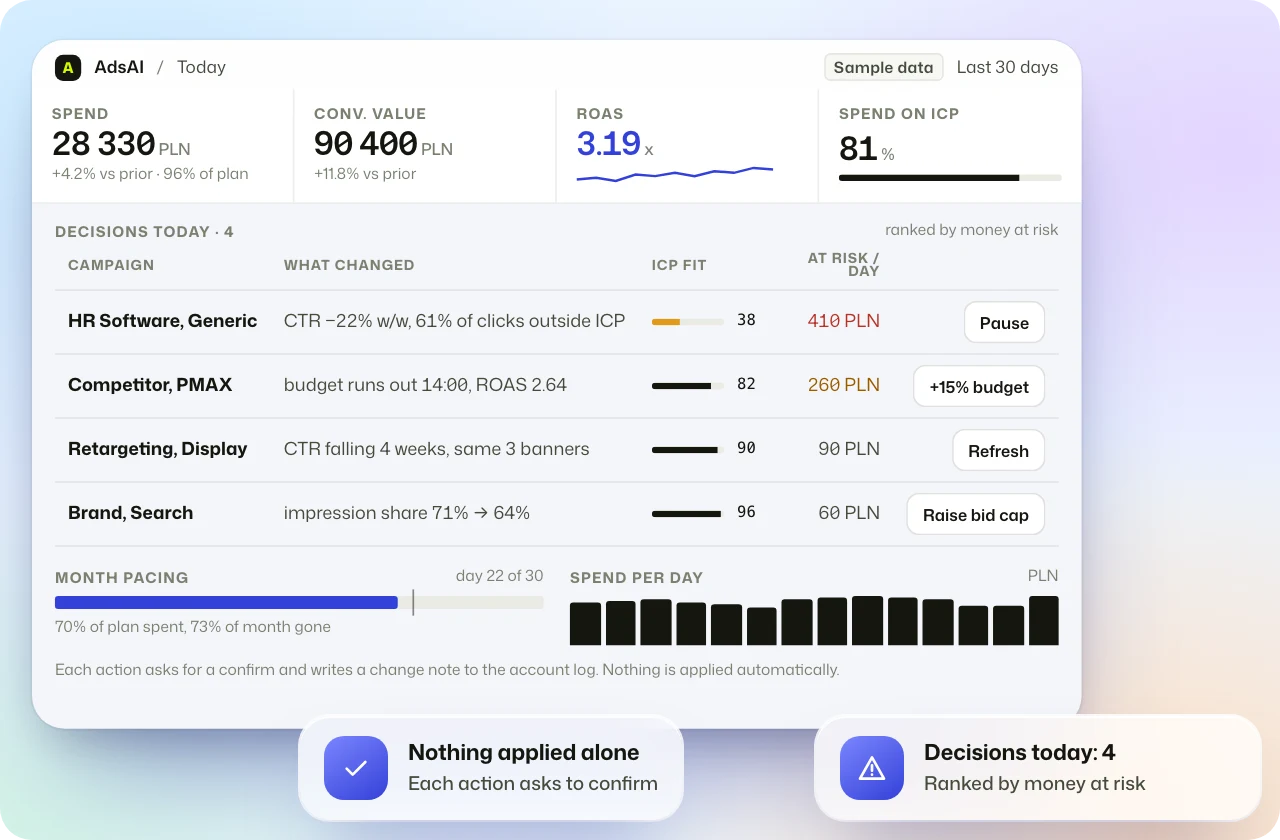 A AdsAI / Today
Sample data Last 30 days
SPEND
28 330 PLN
+4.2% vs prior · 96% of plan
CONV. VALUE
90 400 PLN
+11.8% vs prior
ROAS
3.19 x
SPEND ON ICP
81 %
DECISIONS TODAY · 4
ranked by money at risk
CAMPAIGN WHAT CHANGED ICP FIT AT RISK /
DAY
HR Software, Generic CTR −22% w/w, 61% of clicks outside ICP 38 410 PLN Pause
Competitor, PMAX budget runs out 14:00, ROAS 2.64 82 260 PLN +15% budget
Retargeting, Display CTR falling 4 weeks, same 3 banners 90 90 PLN Refresh
Brand, Search impression share 71% → 64% 96 60 PLN Raise bid cap
MONTH PACING day 22 of 30
70% of plan spent, 73% of month gone
SPEND PER DAY PLN
Each action asks for a confirm and writes a change note to the account log. Nothing is applied automatically.
Nothing applied alone
Each action asks to confirm
Decisions today: 4
Ranked by money at risk